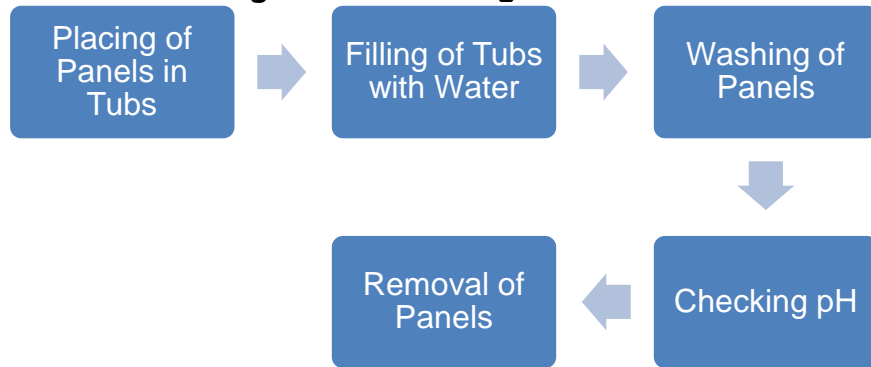 Placing of
Panels in
Tubs
Filling of Tubs
with Water
Washing of
Panels
Checking pH
Removal of
Panels